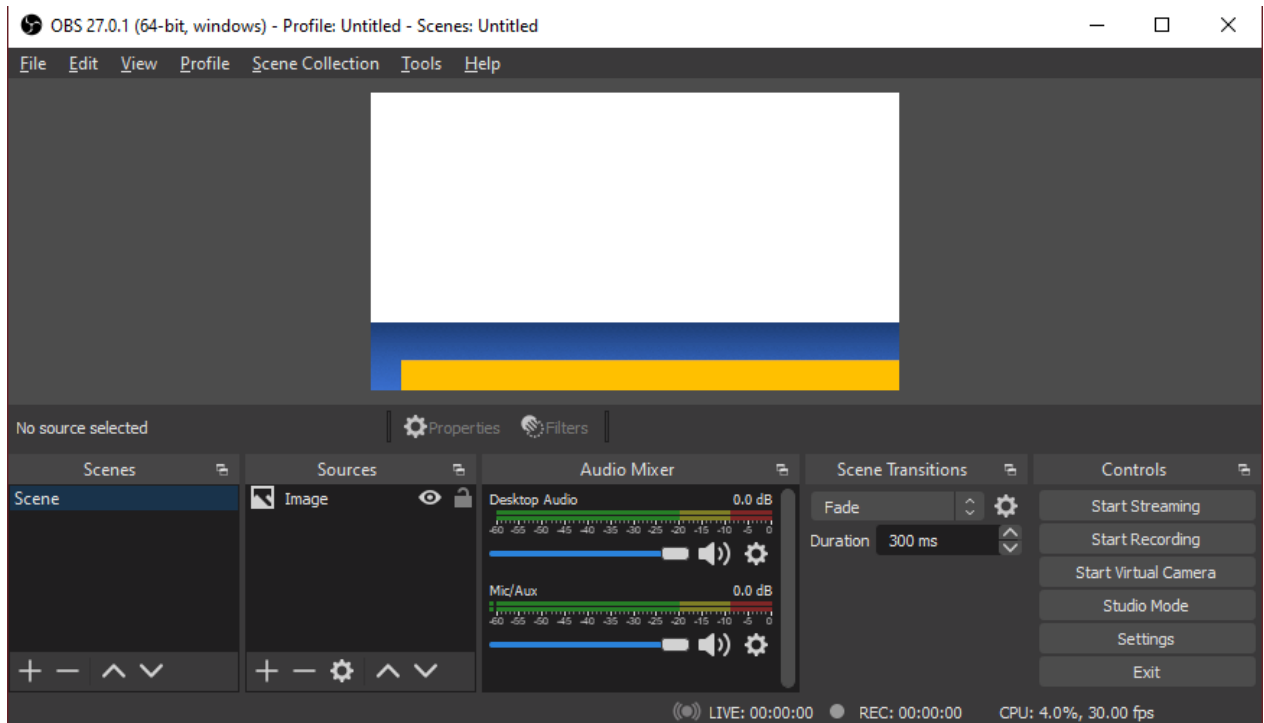 OBS 27.0.1 (64-bit, windows) - Profile: Untitled - Scenes: Untitled
File Edit View Profile Scene Collection Tools Help
No source selected
Properties Filters
Scenes
Scene
Sources
Image
Audio Mixer
Desktop Audio 0.0 dB
-60 -55 -50 -45 -40 -35 -30 -25 -20 -15 -10 -5 0
Mic/Aux 0.0 dB
-60 -55 -50 -45 -40 -35 -30 -25 -20 -15 -10 -5 0
Scene Transitions
Fade
Duration 300 ms
Controls
Start Streaming
Start Recording
Start Virtual Camera
Studio Mode
Settings
Exit
LIVE: 00:00:00 REC: 00:00:00 CPU: 4.0%, 30.00 fps